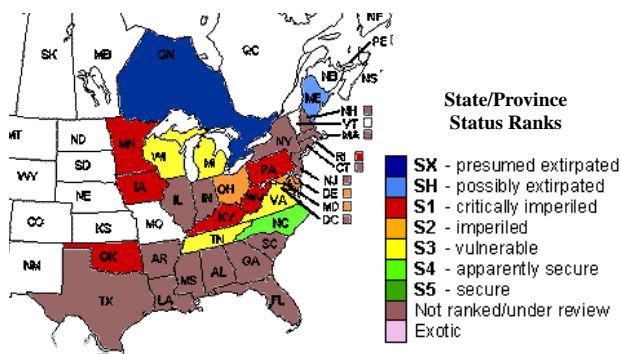 NF
SK
MB
ON
QC
PE
NB
NS
ME
NH
VT
MA
MT
ND
MN
WI
MI
NY
RI
CT
SD
WY
IA
PA
NJ
NE
OH
DE
IL
IN
MD
WV
VA
DC
CO
KS
MO
KY
NC
TN
OK
AR
SC
NM
MS
AL
GA
TX
LA
FL
State/Province
Status Ranks
SX - presumed extirpated
SH - possibly extirpated
S1 - critically imperiled
S2 - imperiled
S3 - vulnerable
S4 - apparently secure
S5 - secure
Not ranked/under review
Exotic